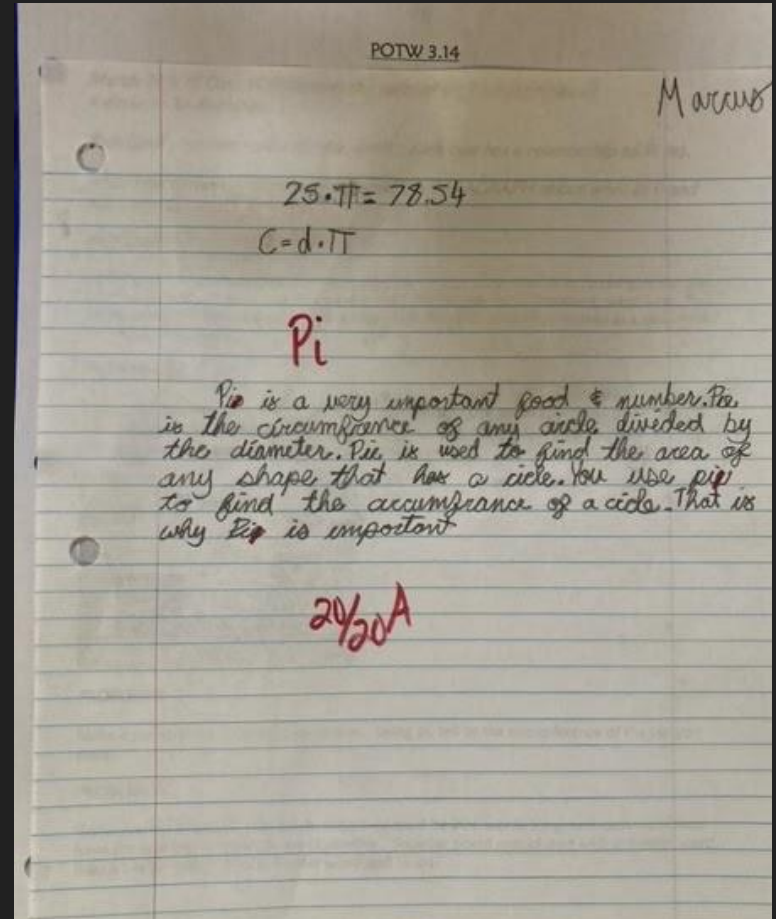 POTW 3.14
Marcus
25.π= 78.54
C=d.π
Pi
Pie is a very important food & number. Pie
is the circumfrence of any circle divided by
the diameter. Pie is used to find the area of
any shape that has a cicle. You use pie
to find the circumfrance of a cicle. That is
why Pie is important
20/20 A